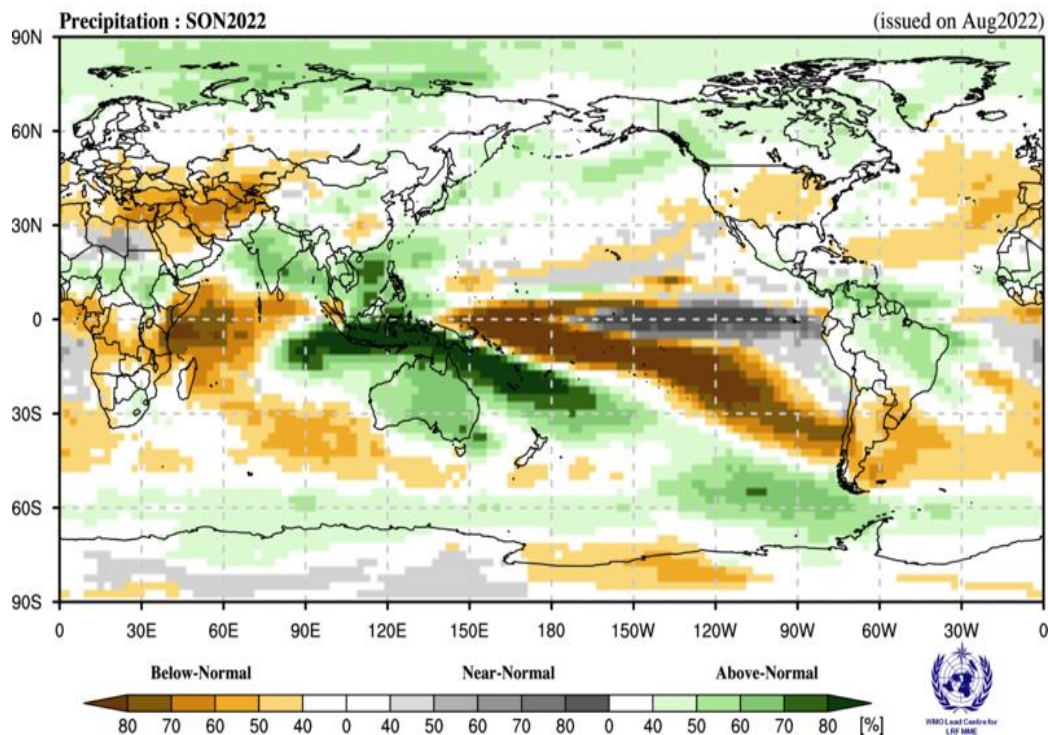 Precipitation : SON2022 (issued on Aug2022)
90N
60N
30N
0
30S
60S
90S
0 30E 60E 90E 120E 150E 180 150W 120W 90W 60W 30W 0
Below-Normal Near-Normal Above-Normal
80 70 60 50 40 0 40 50 60 70 80 0 40 50 60 70 80 [%]
WMO Lead Centre for
LRF MME